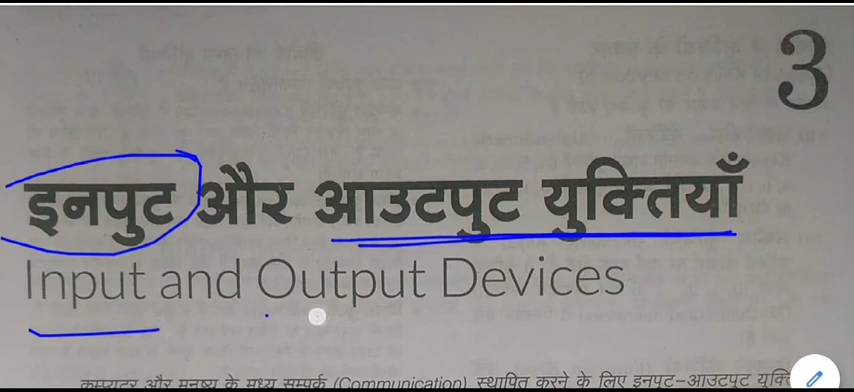 3
इनपुट और आउटपुट युक्तियाँ
Input and Output Devices
कम्प्यूटर और मनुष्य के मध्य सम्पर्क (Communication) स्थापित करने के लिए इनपुट-आउटपुट